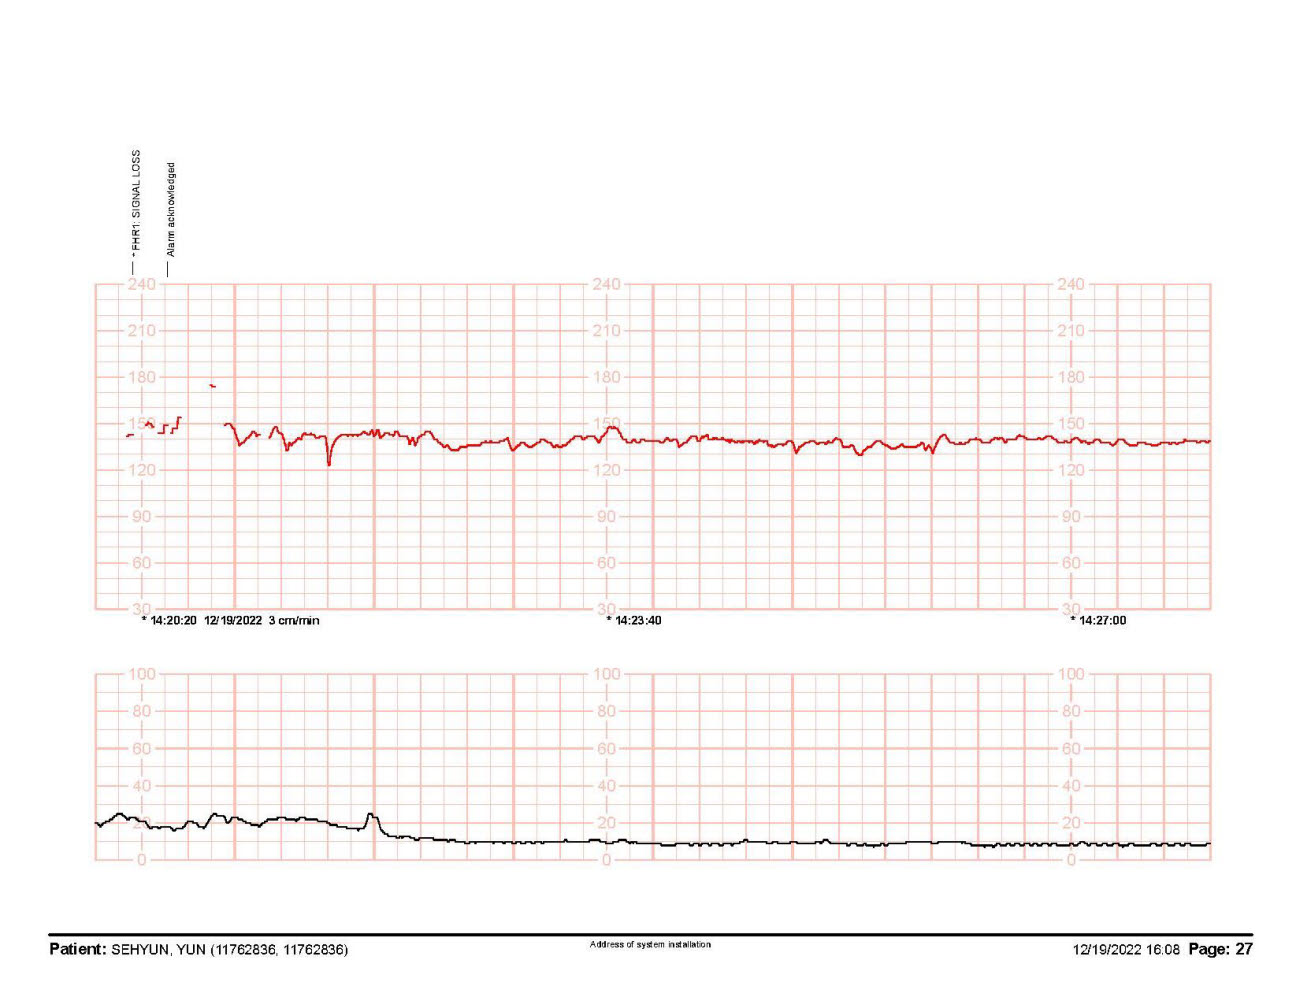 * FHR1: SIGNAL LOSS
Alarm acknowledged
240 240 240
210 210 210
180 180 180
150 150 150
120 120 120
90 90 90
60 60 60
30 30 30
* 14:20:20 12/19/2022 3 cm/min * 14:23:40 * 14:27:00
100 100 100
80 80 80
60 60 60
40 40 40
20 20 20
0 0 0
Patient: SEHYUN, YUN (11762836, 11762836) Address of system installation 12/19/2022 16:08 Page: 27